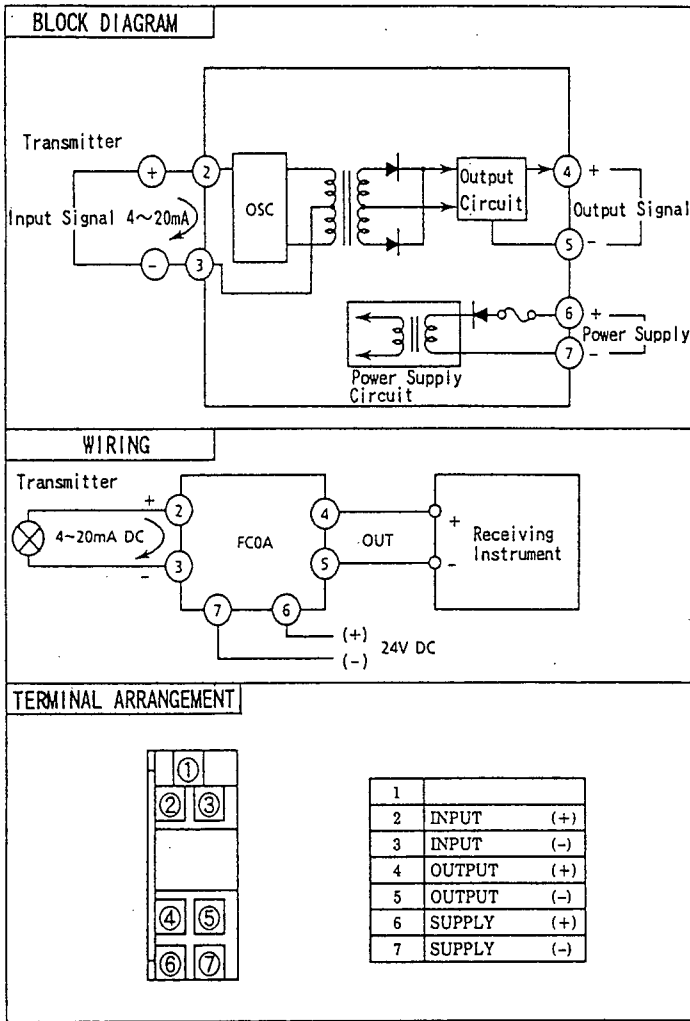 BLOCK DIAGRAM
Transmitter
+
2
OSC
Output
Circuit
4
+
Input Signal 4~20mA
Output Signal
-
3
5
-
6
+
Power Supply
7
-
Power Supply
Circuit
WIRING
Transmitter
+
2
4
+
4~20mA DC
FC0A
OUT
Receiving
Instrument
-
3
5
-
7
6
(+)
24V DC
(-)
TERMINAL ARRANGEMENT
①
② ③
④ ⑤
⑥ ⑦
1
2 INPUT (+)
3 INPUT (-)
4 OUTPUT (+)
5 OUTPUT (-)
6 SUPPLY (+)
7 SUPPLY (-)